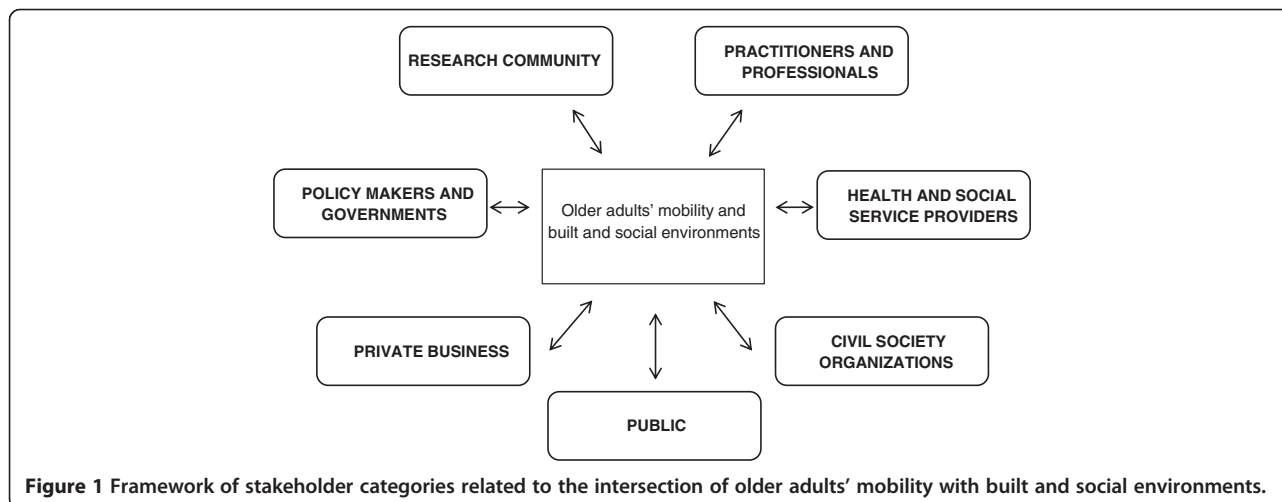 RESEARCH COMMUNITY
PRACTITIONERS AND
PROFESSIONALS
POLICY MAKERS AND
GOVERNMENTS
Older adults’ mobility and
built and social environments
HEALTH AND SOCIAL
SERVICE PROVIDERS
PRIVATE BUSINESS
CIVIL SOCIETY
ORGANIZATIONS
PUBLIC
Figure 1 Framework of stakeholder categories related to the intersection of older adults’ mobility with built and social environments.